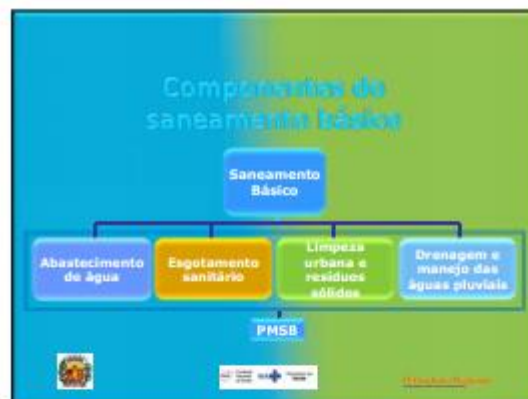 Componentes do
saneamento básico
Saneamento
Básico
Abastecimento
de água
Esgotamento
sanitário
Limpeza
urbana e
resíduos
sólidos
Drenagem e
manejo das
águas pluviais
PMSB